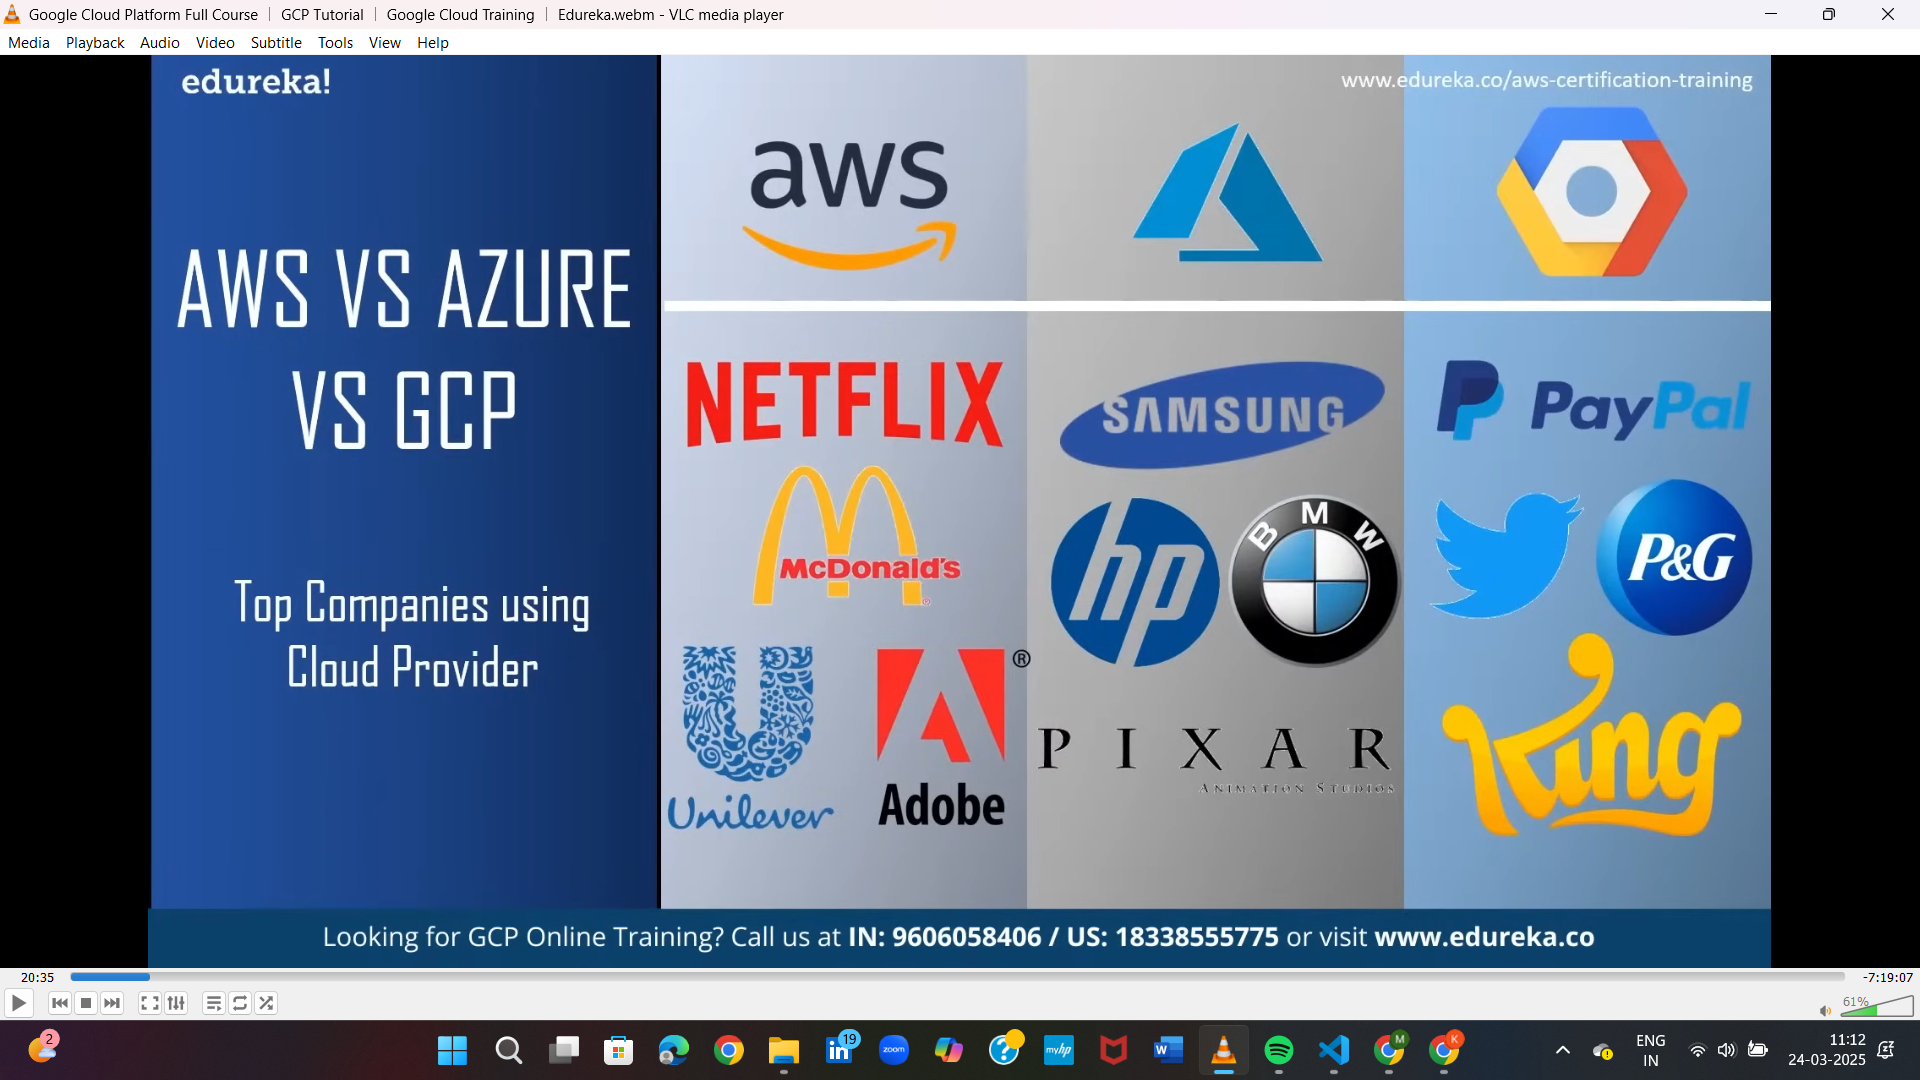 Google Cloud Platform Full Course | GCP Tutorial | Google Cloud Training | Edureka.webm - VLC media player
Media Playback Audio Video Subtitle Tools View Help
edureka!
www.edureka.co/aws-certification-training
aws
AWS VS AZURE
VS GCP
Top Companies using
Cloud Provider
NETFLIX
SAMSUNG
PayPal
McDonald's
®
hp
BMW
P&G
Unilever
Adobe
®
PIXAR
ANIMATION STUDIOS
King
Looking for GCP Online Training? Call us at IN: 9606058406 / US: 18338555775 or visit www.edureka.co
20:35
-7:19:07
61%
2
19
zoom
myhp
W
M
K
ENG
IN
11:12
24-03-2025